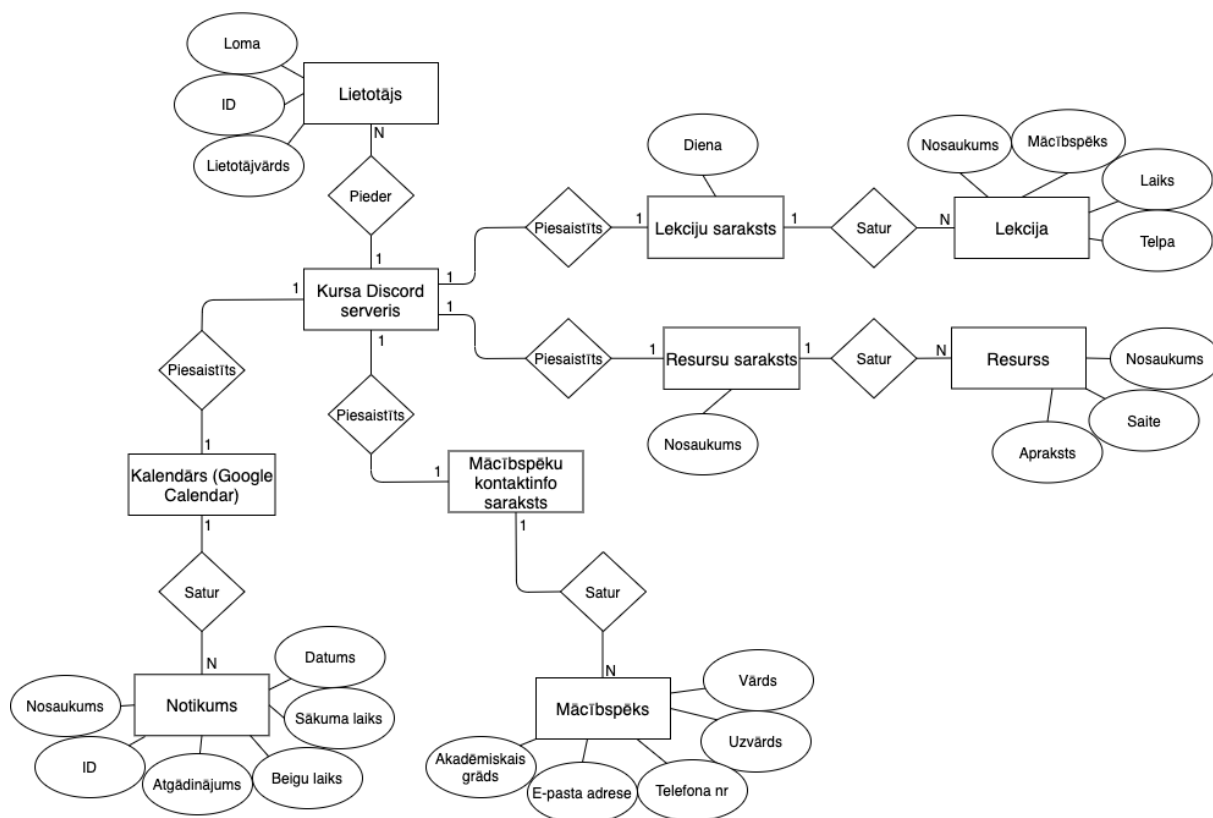 Loma
Lietotājs
ID
N
Lietotājvārds
Pieder
1
Diena
Nosaukums
Mācībspēks
Laiks
Telpa
Piesaistīts
1
Lekciju saraksts
1
Satur
N
Lekcija
1
Kursa Discord
serveris
1
1
1
Piesaistīts
1
Resursu saraksts
1
Satur
N
Resurss
Nosaukums
Saite
Apraksts
Nosaukums
Piesaistīts
Piesaistīts
1
1
Kalendārs (Google
Calendar)
1
Mācībspēku
kontaktinfo
saraksts
1
Satur
Satur
N
N
Datums
Nosaukums
Notikums
Sākuma laiks
ID
Atgādinājums
Beigu laiks
Vārds
Mācībspēks
Uzvārds
Akadēmiskais
grāds
E-pasta adrese
Telefona nr